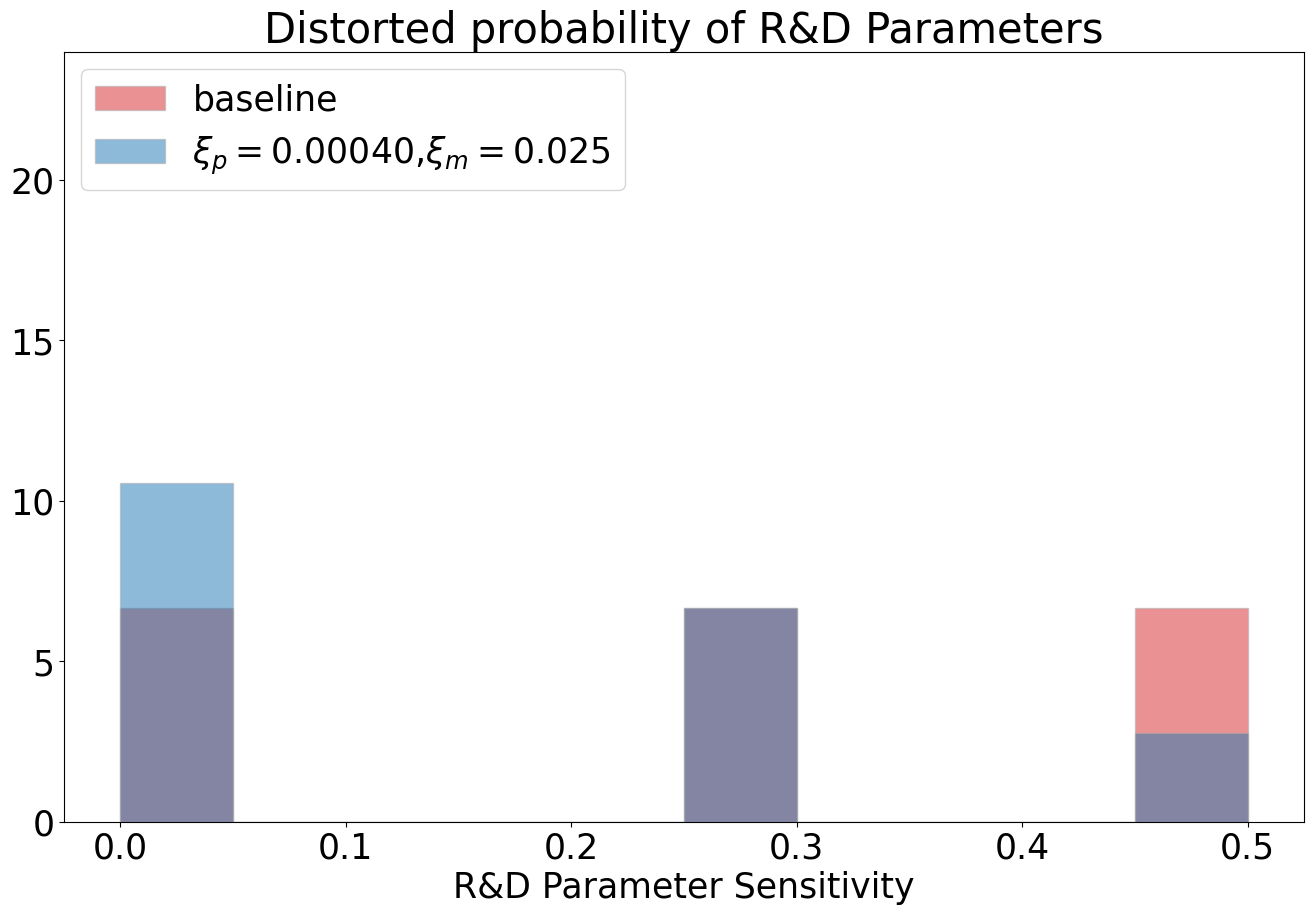 Distorted probability of R&D Parameters
baseline
ξₚ = 0.00040,ξₘ = 0.025
20
15
10
5
0
0.0 0.1 0.2 0.3 0.4 0.5
R&D Parameter Sensitivity